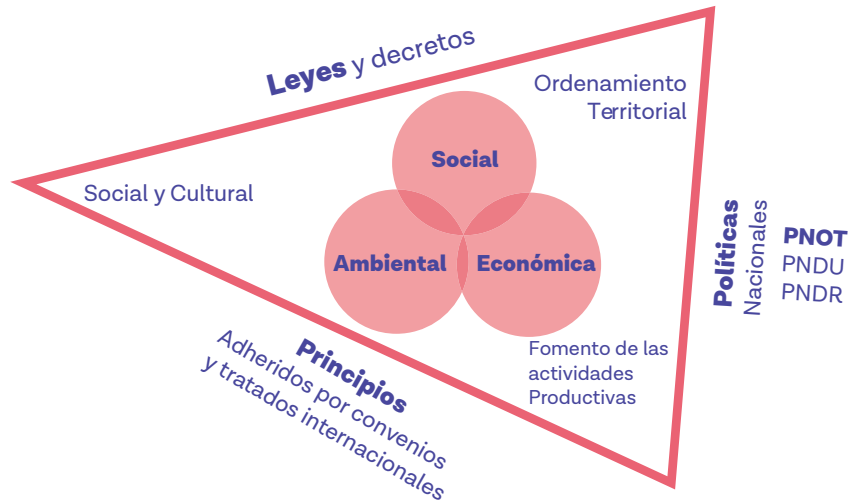 Leyes y decretos
Ordenamiento
Territorial
Social
Social y Cultural
Ambiental
Económica
Políticas
Nacionales
PNOT
PNDU
PNDR
Fomento de las
actividades
Productivas
Principios
Adheridos por convenios
y tratados internacionales